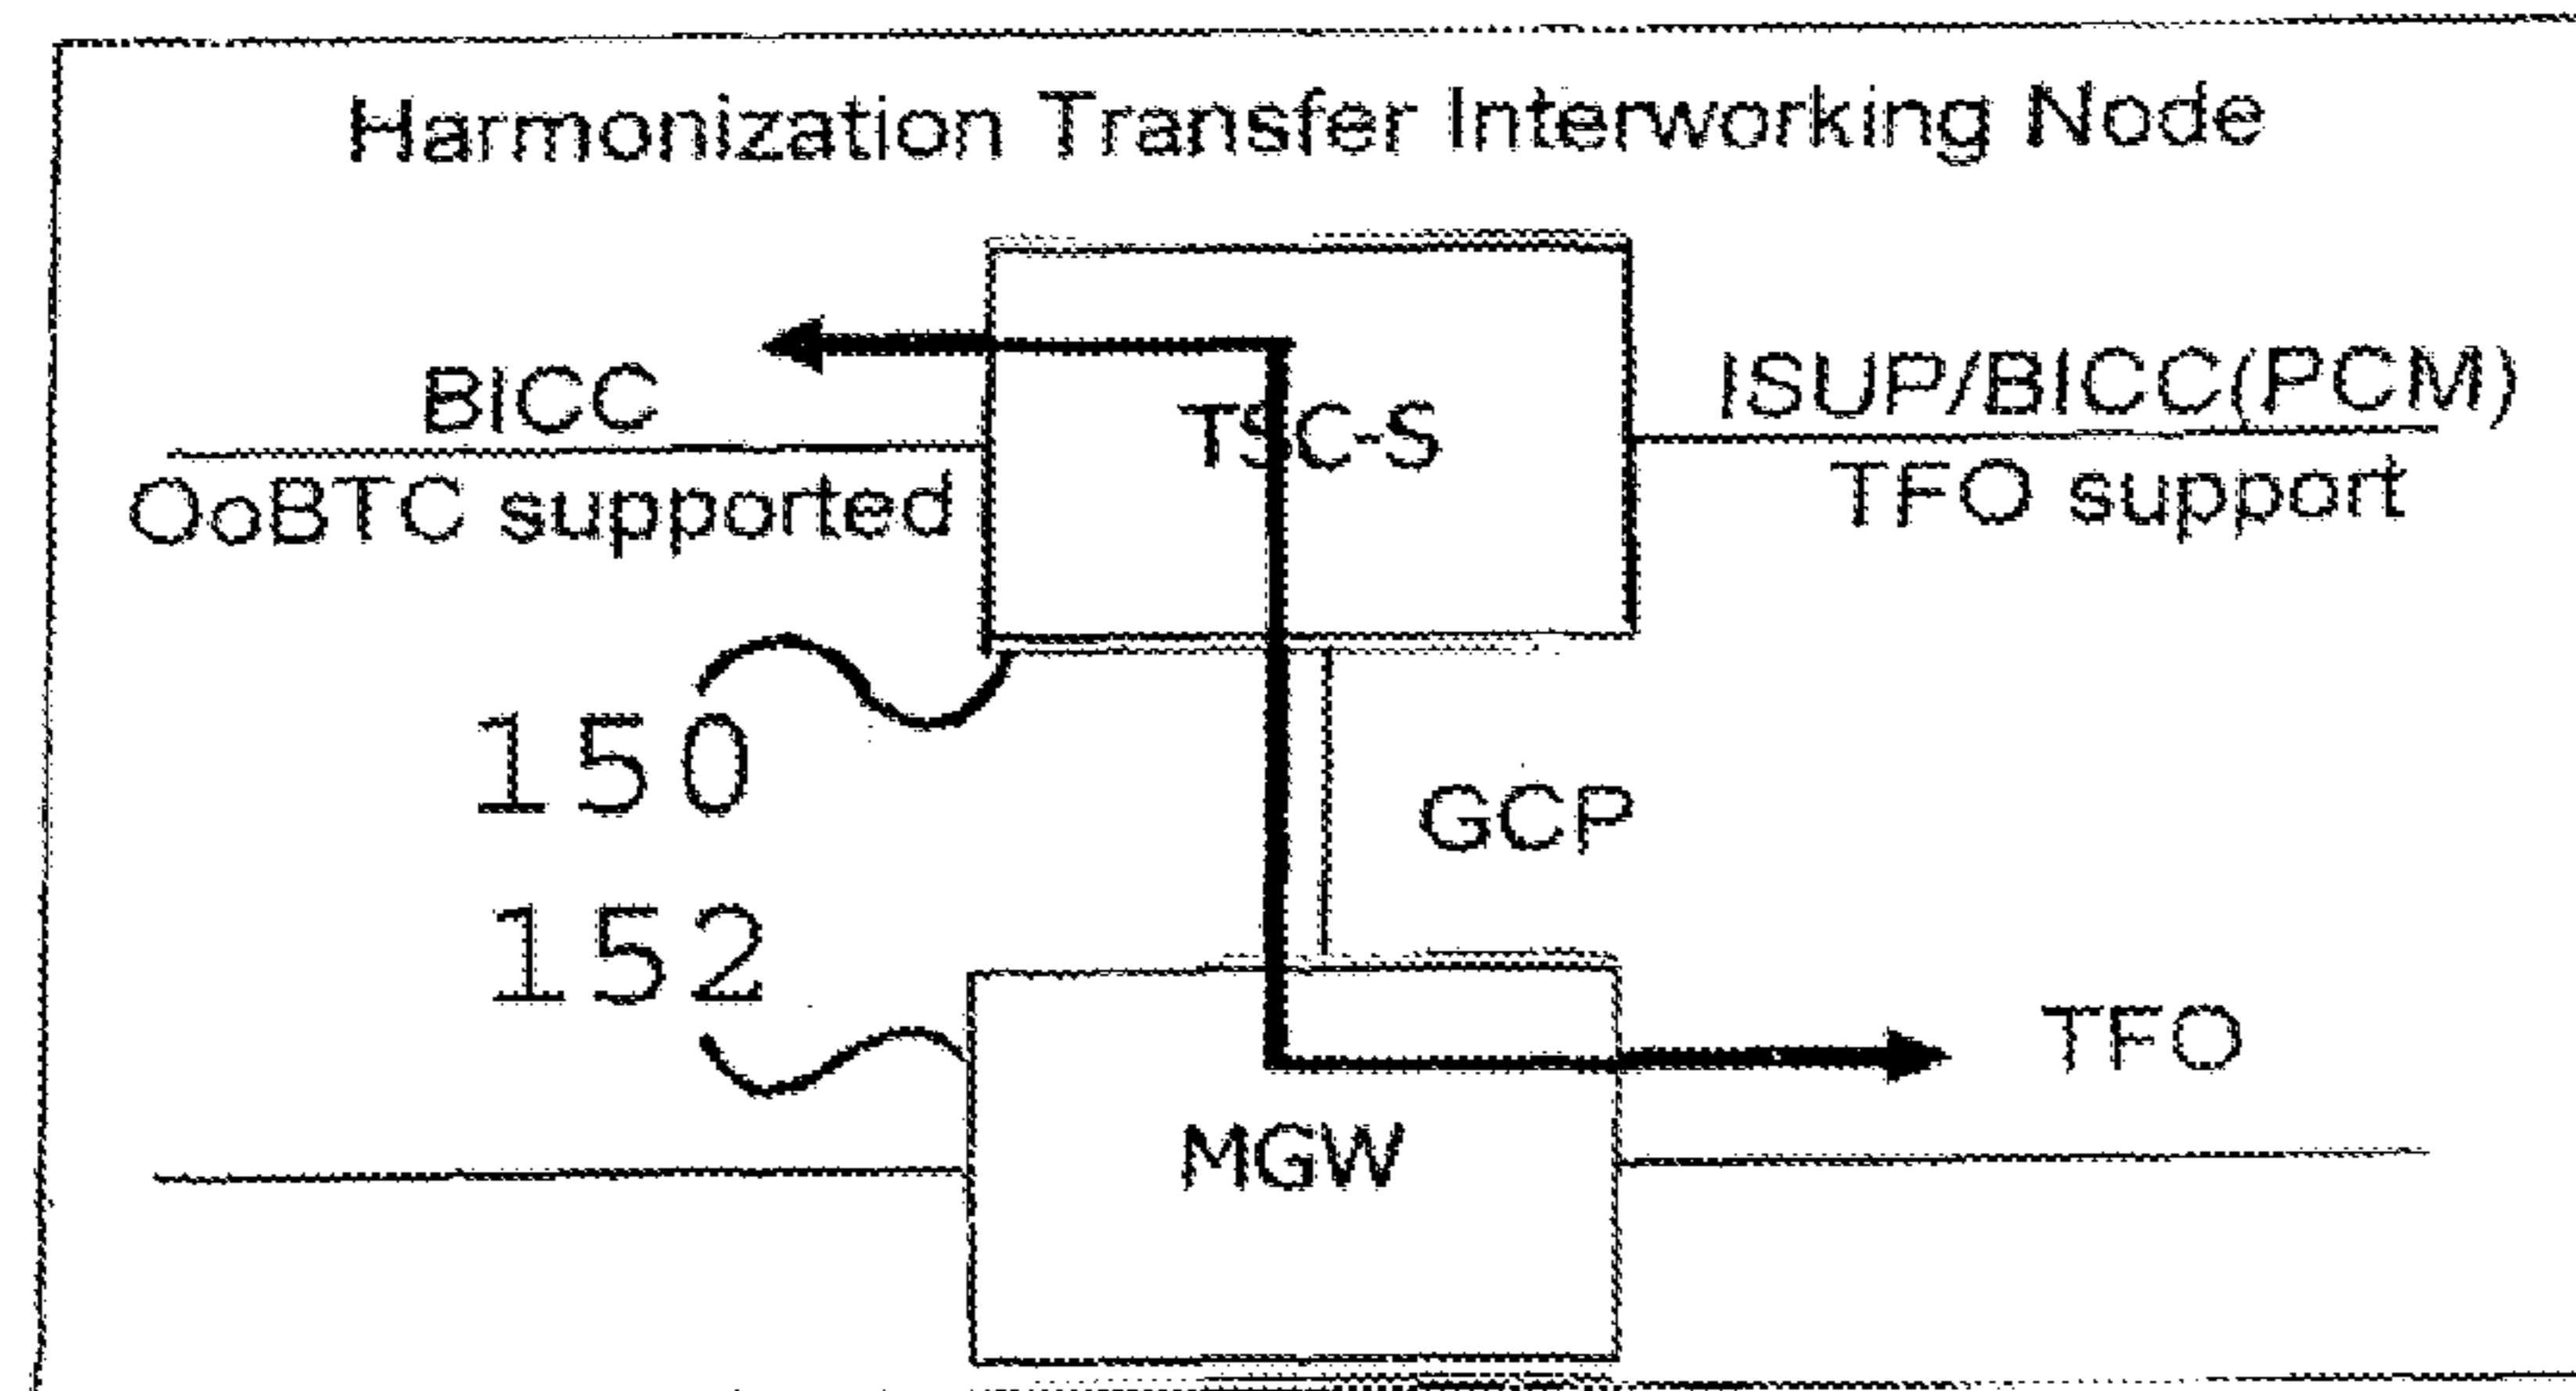 Harmonization Transfer Interworking Node
BICC
OoBTC supported
TSC-S
ISUP/BICC(PCM)
TFO support
150
GCP
152
TFO
MGW